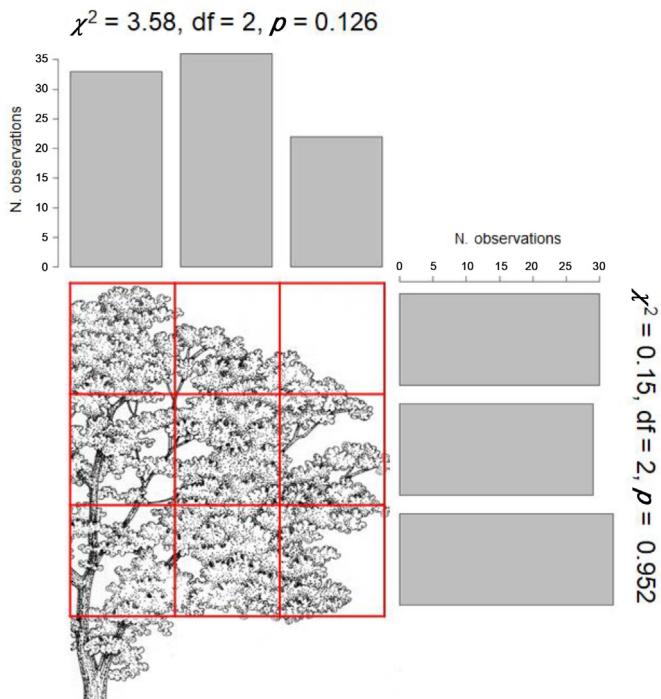 χ² = 3.58, df = 2, p = 0.126
N. observations
35
30
25
20
15
10
5
0
N. observations
0 5 10 15 20 25 30
χ² = 0.15, df = 2, p = 0.952